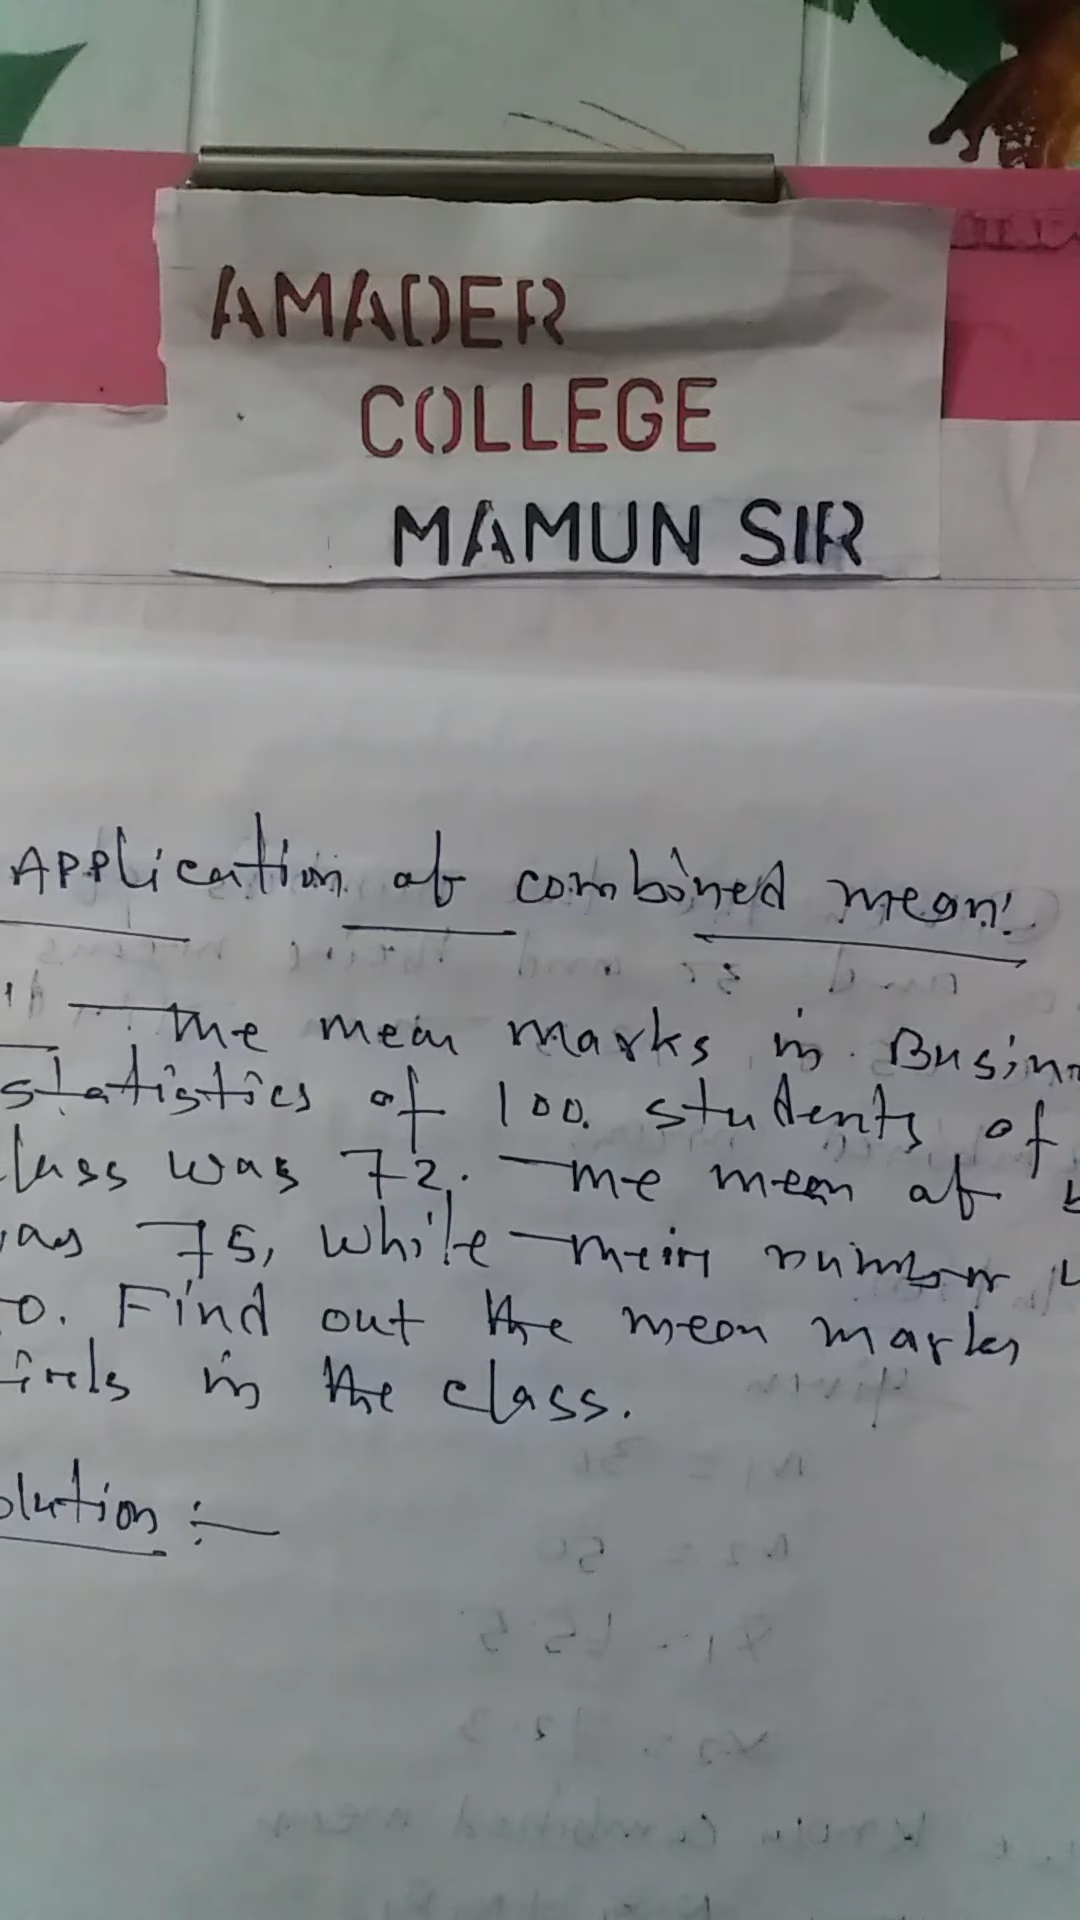 AMADER
COLLEGE
MAMUN SIR
Application of combined mean:
The mean marks in Busin
statistics of 100 students of
lass was 72. The mean of b
as 75, while their number w
0. Find out the mean marks
irls in the class.
olution :-